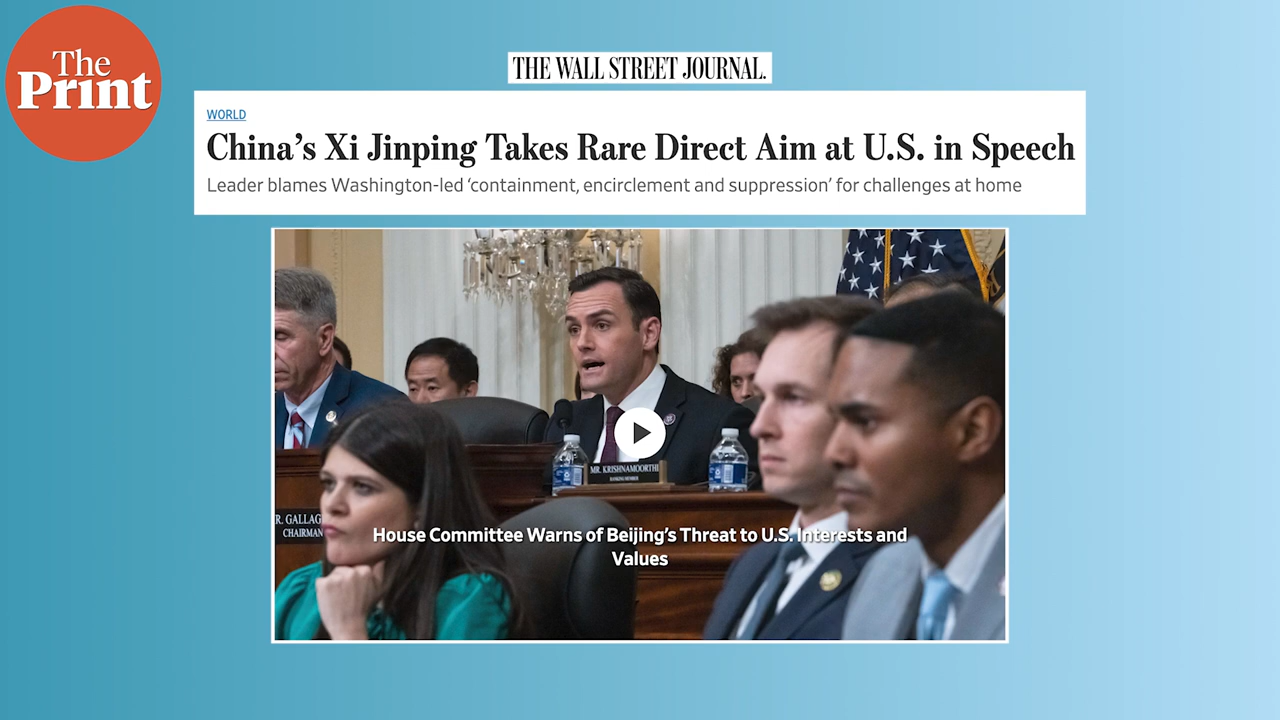 The
Print
THE WALL STREET JOURNAL.
WORLD
China's Xi Jinping Takes Rare Direct Aim at U.S. in Speech
Leader blames Washington-led 'containment, encirclement and suppression' for challenges at home
MR. KRISHNAMOORTHI
RANKING MEMBER
R. GALLAG
CHAIRMAN
House Committee Warns of Beijing's Threat to U.S. Interests and
Values